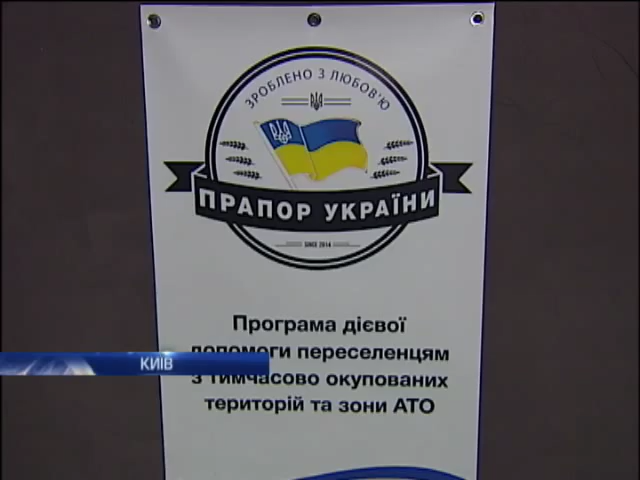 ЗРОБЛЕНО З ЛЮБОВ'Ю
ПРАПОР УКРАЇНИ
SINCE 2014
Програма дієвої
допомоги переселенцям
з тимчасово окупованих
територій та зони АТО
КИЇВ